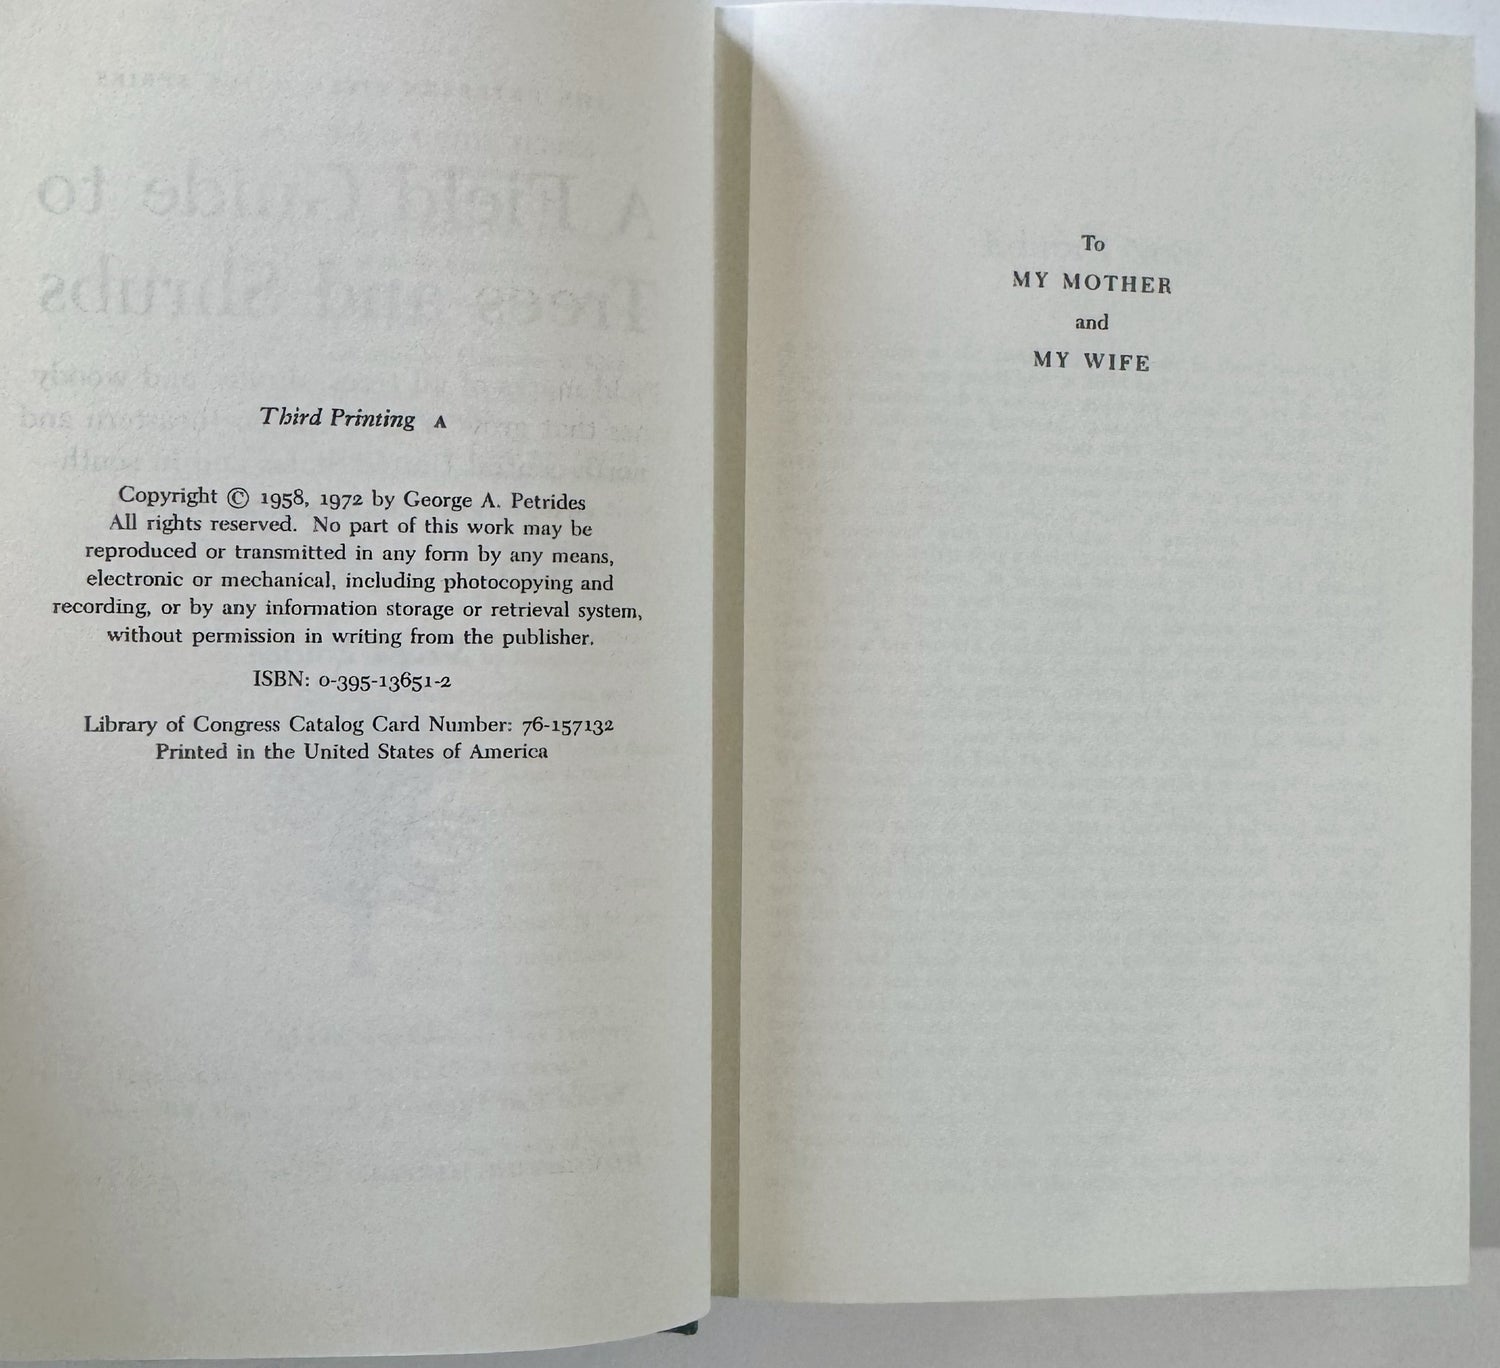 Third Printing A
Copyright © 1958, 1972 by George A. Petrides
All rights reserved. No part of this work may be
reproduced or transmitted in any form by any means,
electronic or mechanical, including photocopying and
recording, or by any information storage or retrieval system,
without permission in writing from the publisher.
ISBN: 0-395-13651-2
Library of Congress Catalog Card Number: 76-157132
Printed in the United States of America
To
MY MOTHER
and
MY WIFE